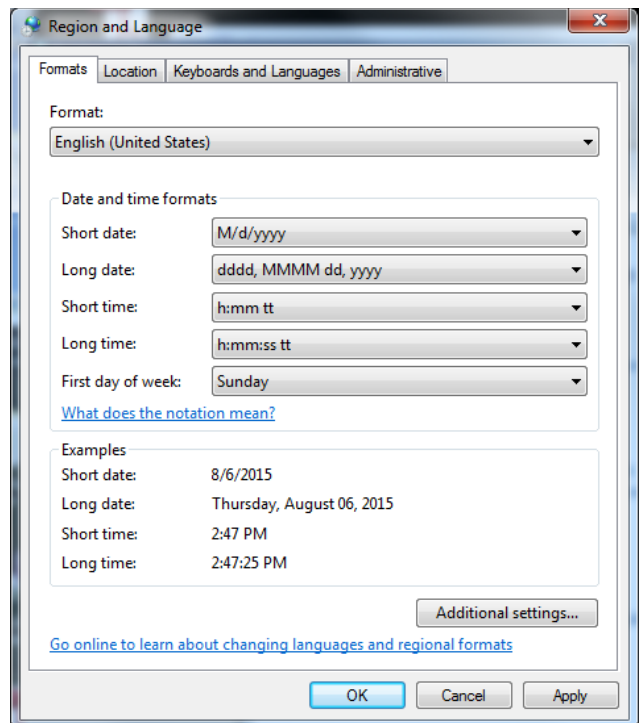 Region and Language
Formats Location Keyboards and Languages Administrative
Format:
English (United States)
Date and time formats
Short date: M/d/yyyy
Long date: dddd, MMMM dd, yyyy
Short time: h:mm tt
Long time: h:mm:ss tt
First day of week: Sunday
What does the notation mean?
Examples
Short date: 8/6/2015
Long date: Thursday, August 06, 2015
Short time: 2:47 PM
Long time: 2:47:25 PM
Additional settings...
Go online to learn about changing languages and regional formats
OK Cancel Apply